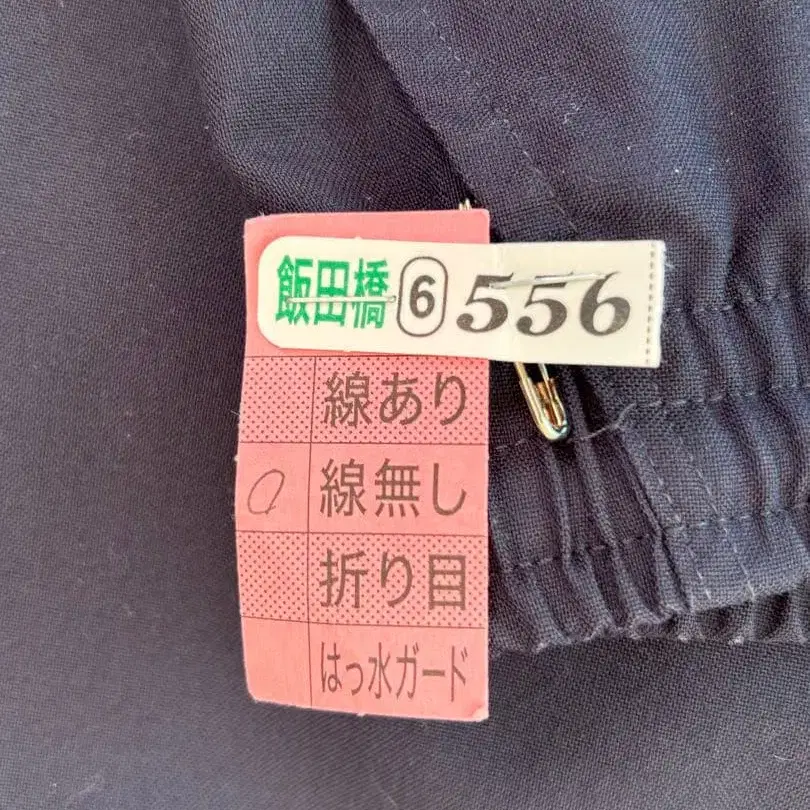 飯田橋 ⑥ 556
線あり
○ 線無し
折り目
はっ水ガード